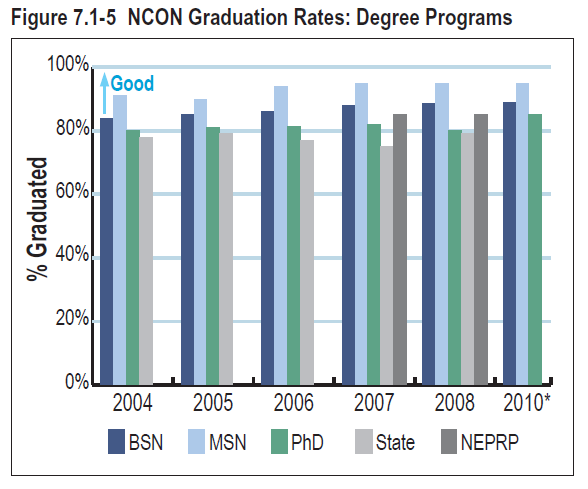 Figure 7.1-5 NCON Graduation Rates: Degree Programs
100%
Good
80%
60%
40%
20%
0%
% Graduated
2004 2005 2006 2007 2008 2010*
BSN MSN PhD State NEPRP